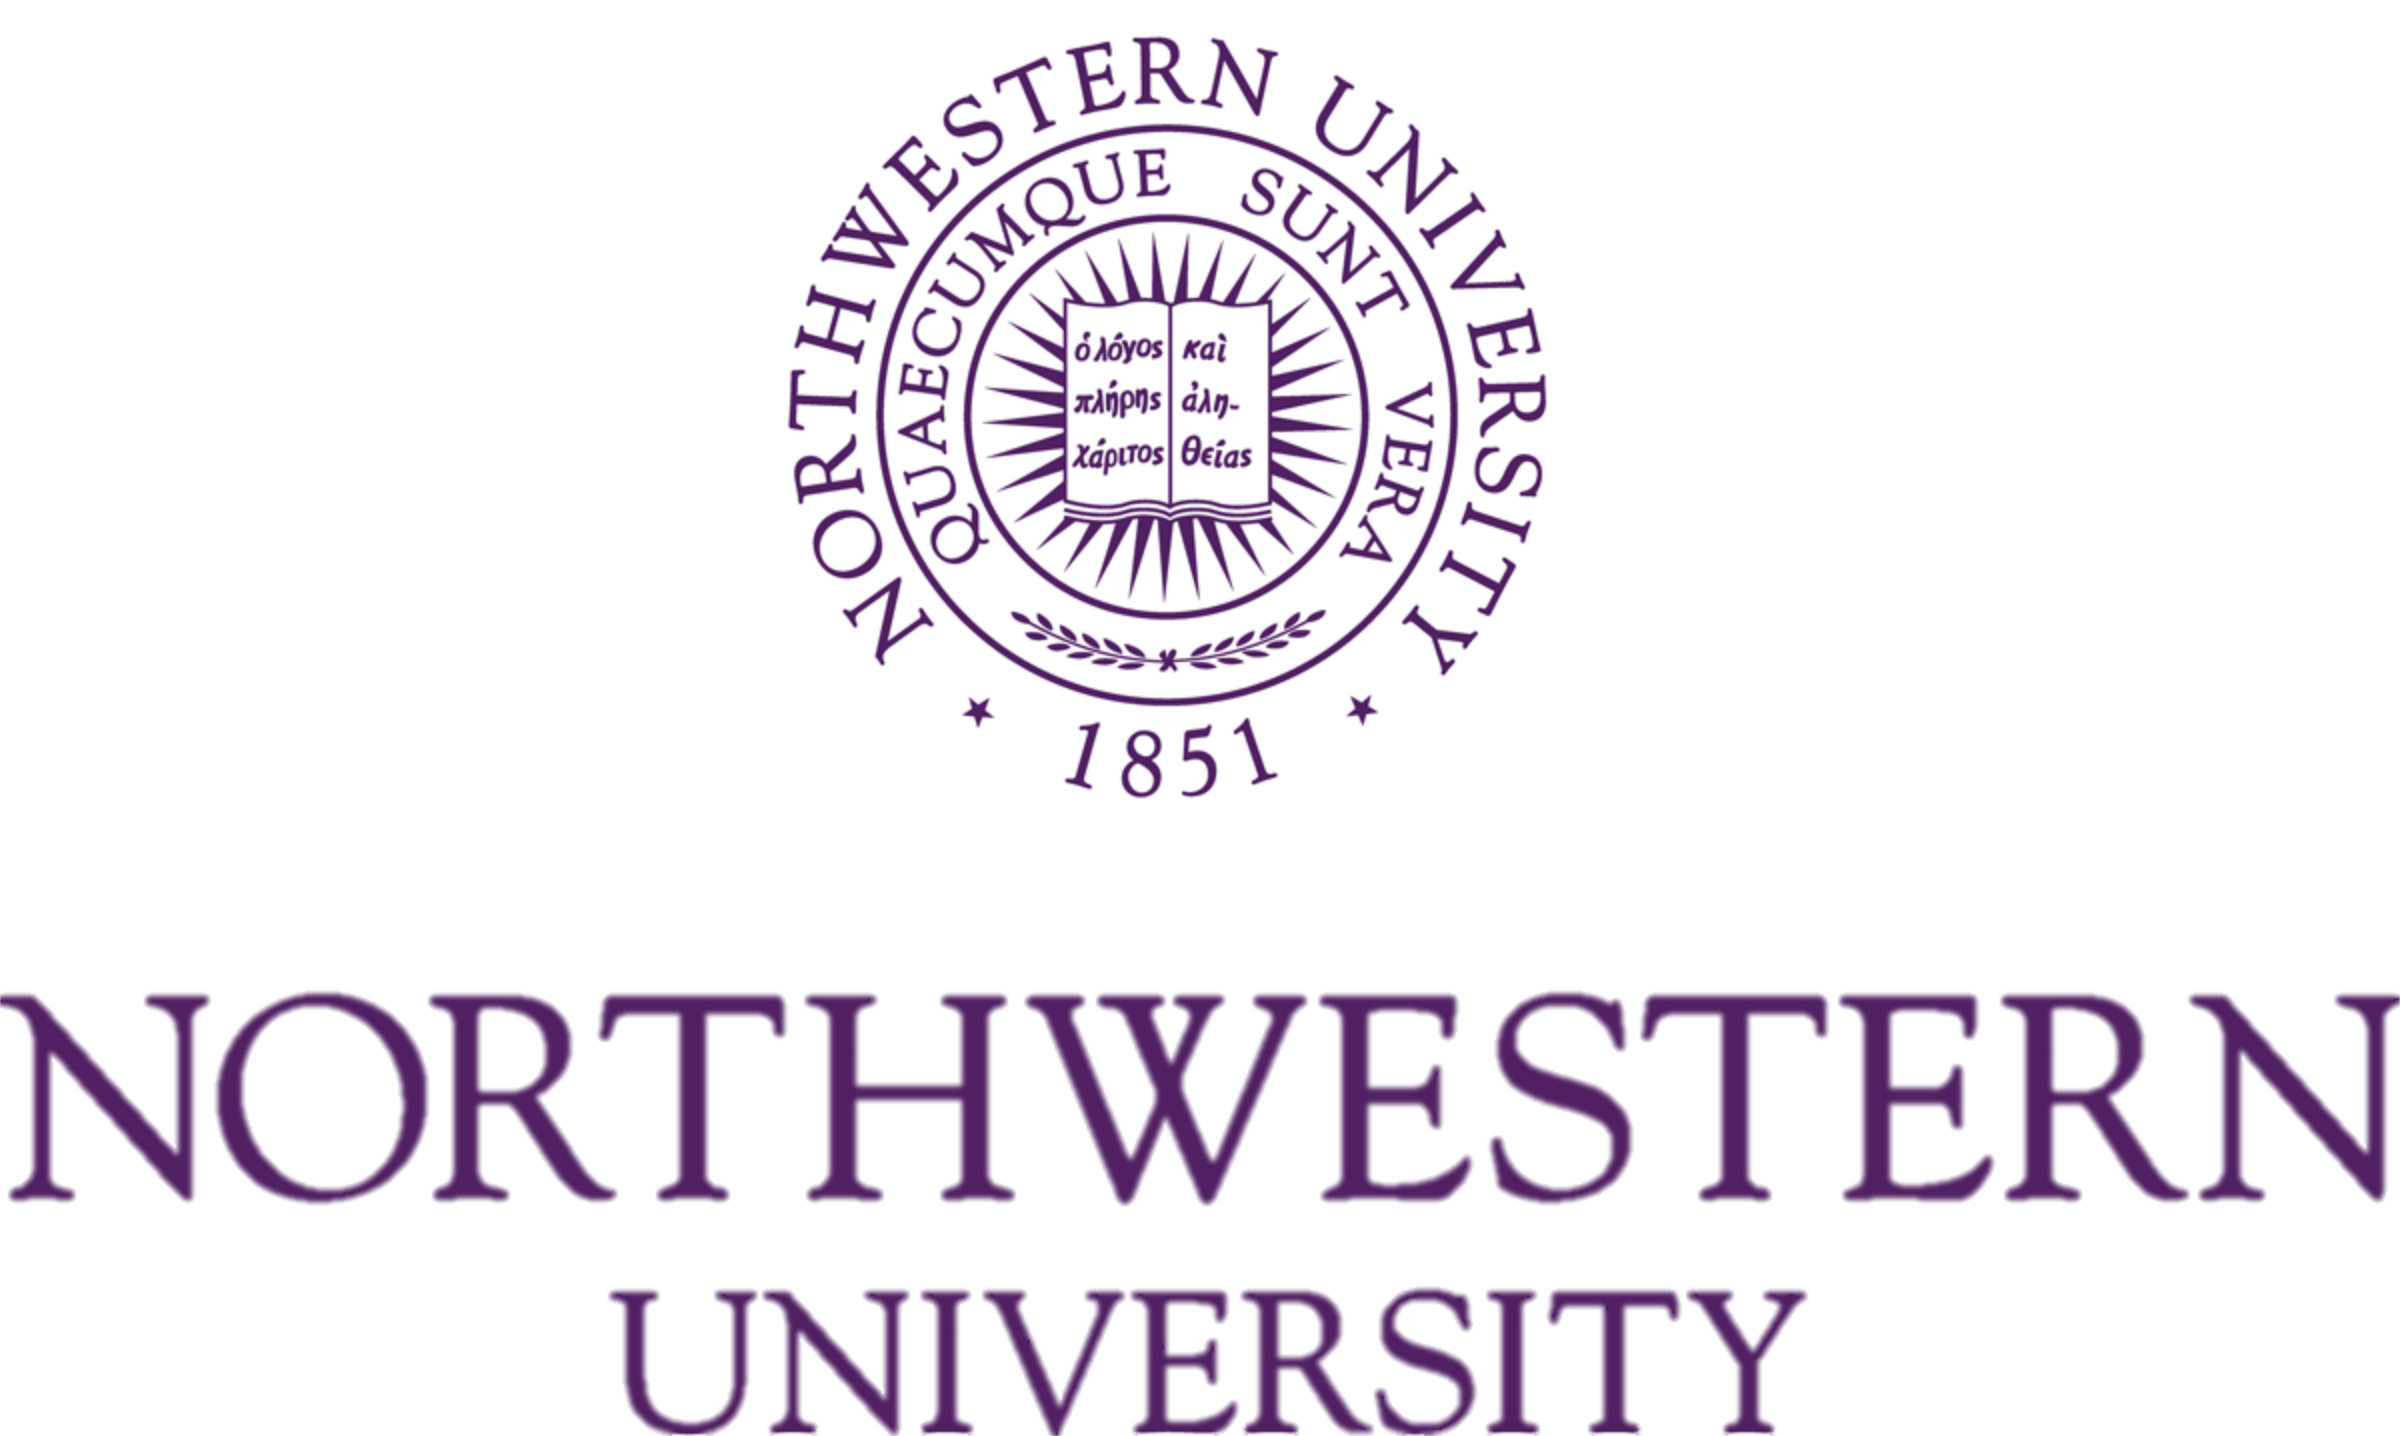 NORTHWESTERN UNIVERSITY
QUAECUMQUE SUNT VERA
ὁ λόγος
πλήρης
χάριτος
καὶ
ἀλη-
θείας
1851
NORTHWESTERN
UNIVERSITY